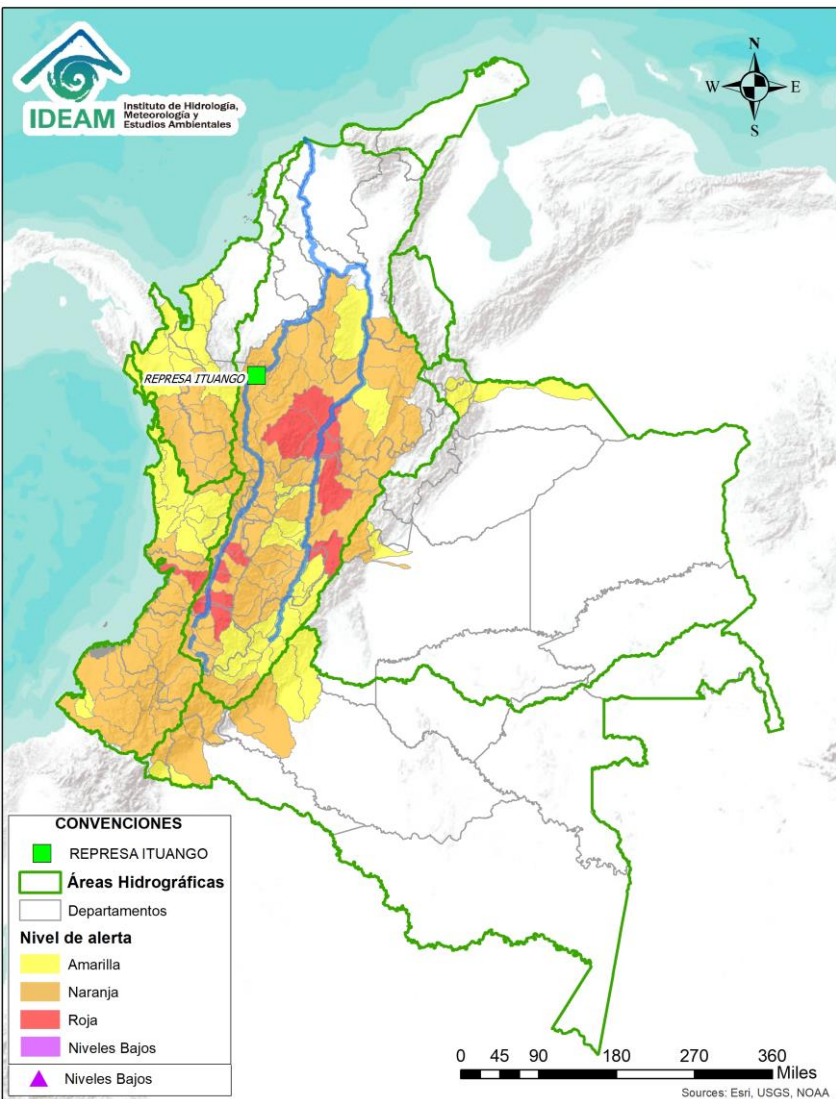 IDEAM
Instituto de Hidrología,
Meteorología y
Estudios Ambientales
N
W
E
S
REPRESA ITUANGO
CONVENCIONES
REPRESA ITUANGO
Áreas Hidrográficas
Departamentos
Nivel de alerta
Amarilla
Naranja
Roja
Niveles Bajos
Niveles Bajos
0 45 90 180 270 360
Miles
Sources: Esri, USGS, NOAA